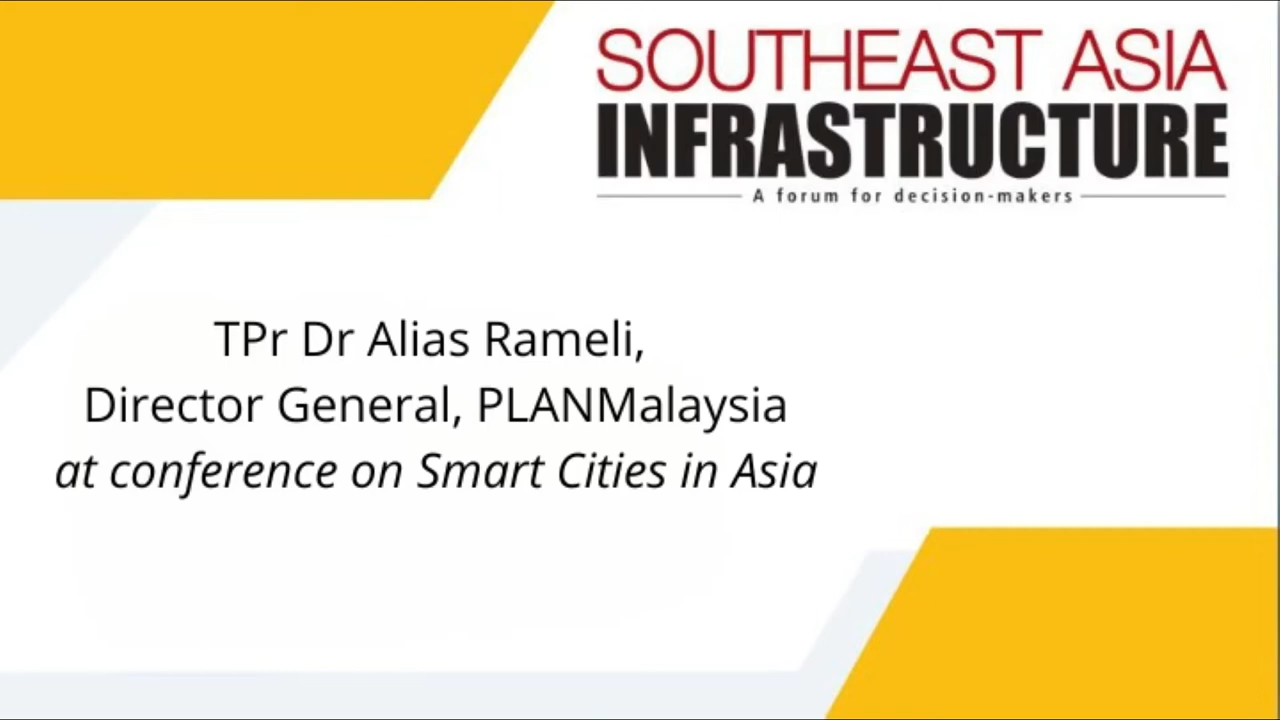 SOUTHEAST ASIA
INFRASTRUCTURE
A forum for decision-makers
TPr Dr Alias Rameli,
Director General, PLANMalaysia
at conference on Smart Cities in Asia